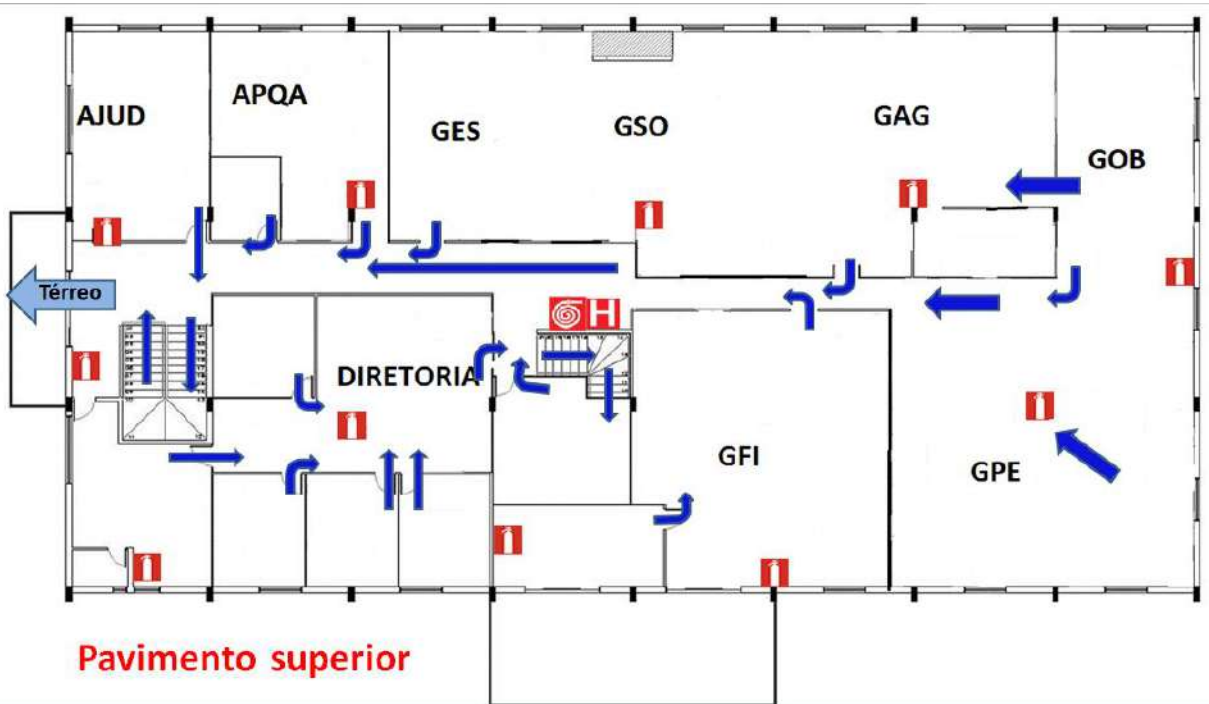 AJUD
APQA
GES
GSO
GAG
GOB
Térreo
H
DIRETORIA
GFI
GPE
Pavimento superior